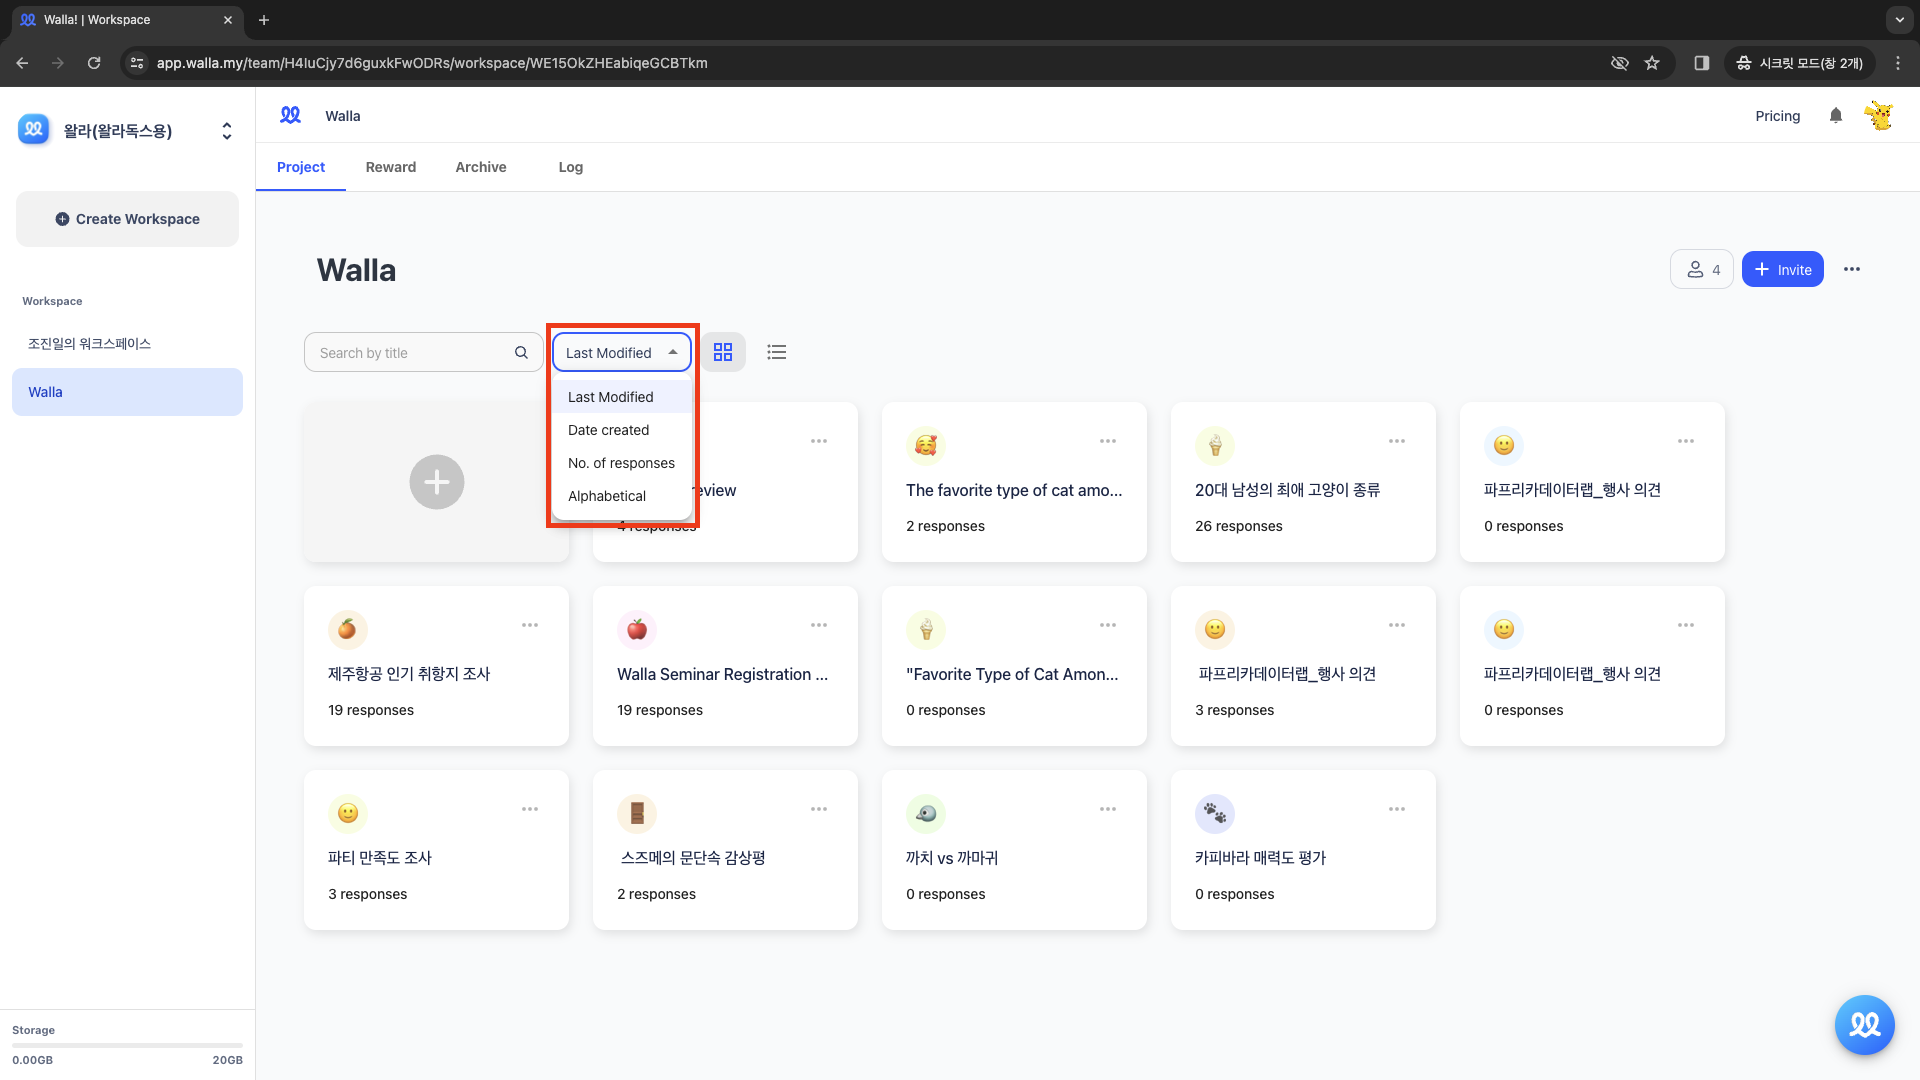 Walla! | Workspace
app.walla.my/team/H4IuCjy7d6guxkFwODRs/workspace/WE15OkZHEabiqeGCBTkm
시크릿 모드(창 2개)
왈라(왈라독스용)
Walla
Pricing
Project
Reward
Archive
Log
Create Workspace
Workspace
조진일의 워크스페이스
Walla
Walla
4
Invite
Search by title
Last Modified
Last Modified
Date created
No. of responses
Alphabetical
eview
4 responses
The favorite type of cat amo...
2 responses
20대 남성의 최애 고양이 종류
26 responses
파프리카데이터랩_행사 의견
0 responses
제주항공 인기 취항지 조사
19 responses
Walla Seminar Registration ...
19 responses
"Favorite Type of Cat Amon...
0 responses
파프리카데이터랩_행사 의견
3 responses
파프리카데이터랩_행사 의견
0 responses
파티 만족도 조사
3 responses
스즈메의 문단속 감상평
2 responses
까치 vs 까마귀
0 responses
카피바라 매력도 평가
0 responses
Storage
0.00GB
20GB